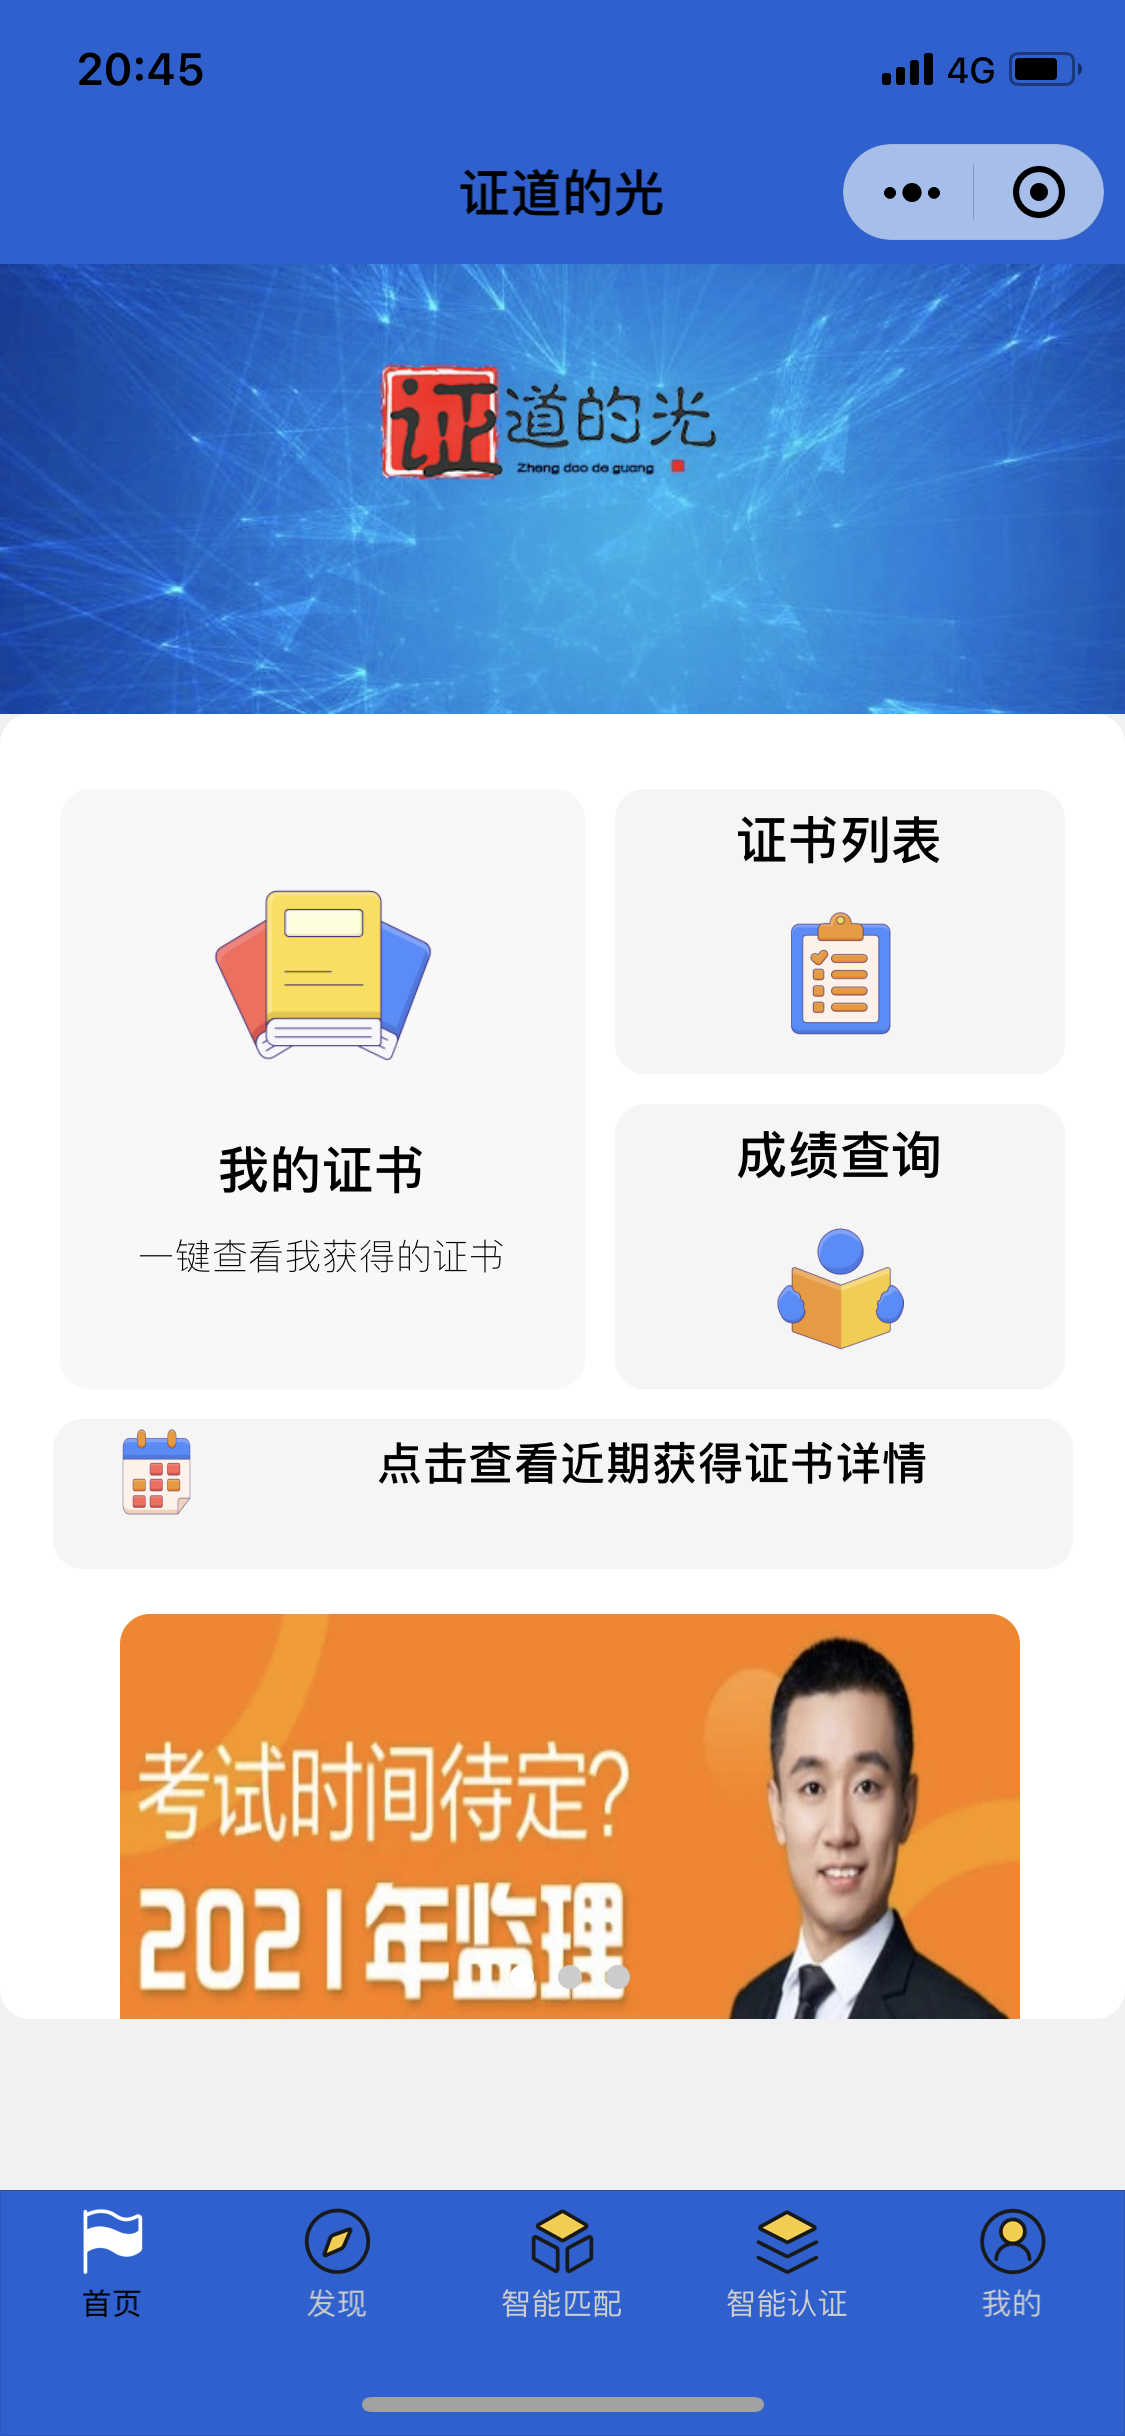 20:45
4G
证道的光
证道的光
Zheng dao de guang
证书列表
我的证书
一键查看我获得的证书
成绩查询
点击查看近期获得证书详情
考试时间待定?
2021年监理
首页
发现
智能匹配
智能认证
我的